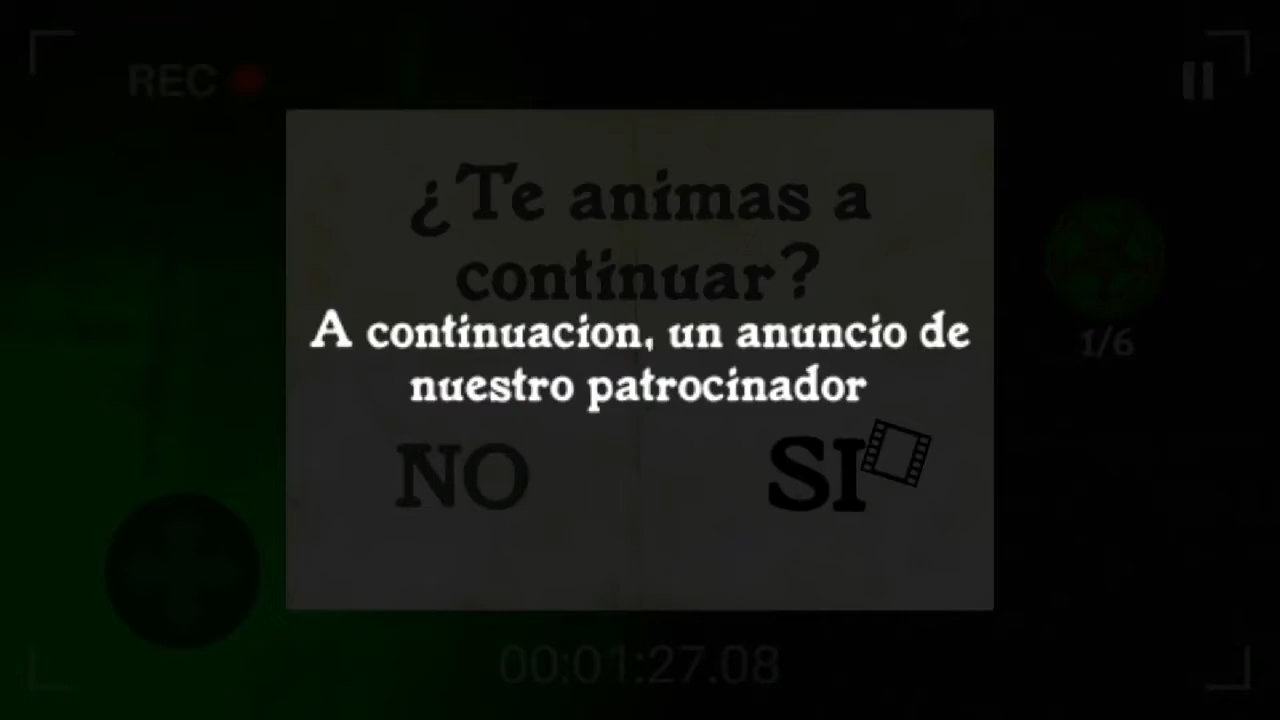 REC
¿Te animas a
continuar?
A continuacion, un anuncio de
nuestro patrocinador
1/6
NO
SI
00:01:27.08